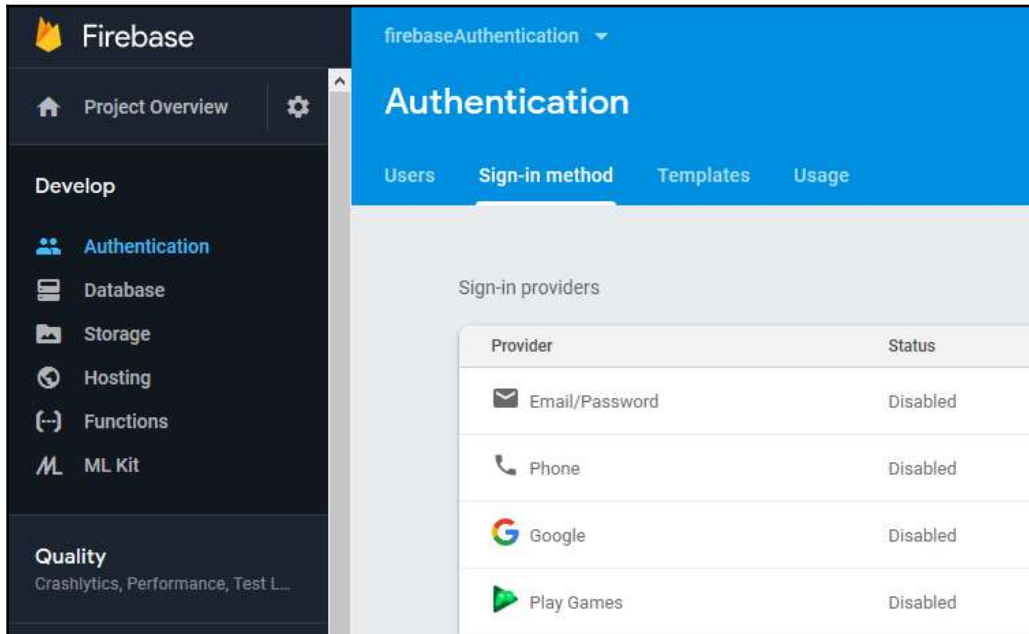 Firebase
Project Overview
Develop
Authentication
Database
Storage
Hosting
Functions
ML Kit
Quality
Crashlytics, Performance, Test L...
firebaseAuthentication
Authentication
Users Sign-in method Templates Usage
Sign-in providers
Provider Status
Email/Password Disabled
Phone Disabled
Google Disabled
Play Games Disabled